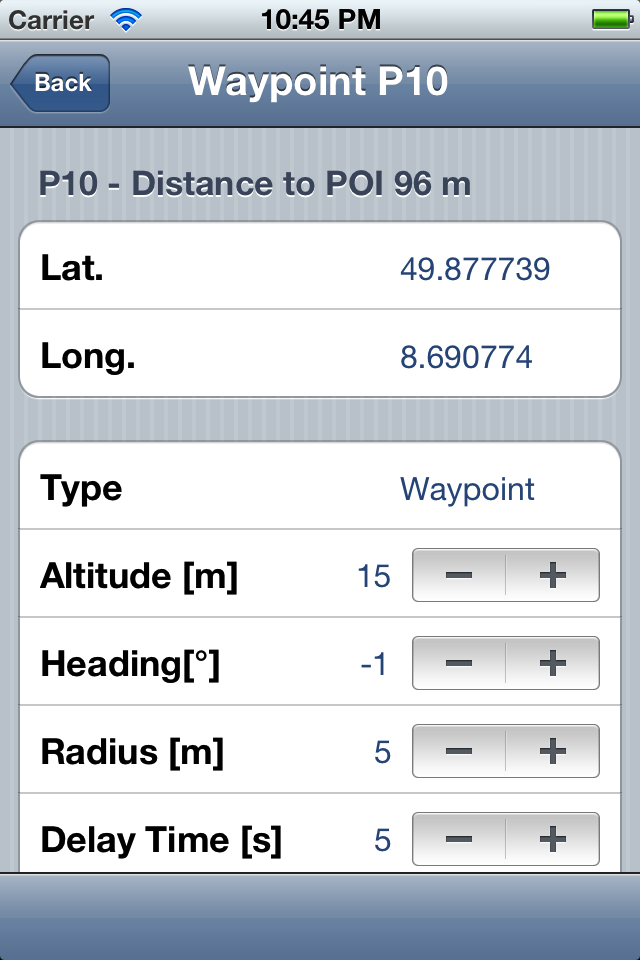 Carrier 10:45 PM
Back Waypoint P10
P10 - Distance to POI 96 m
Lat. 49.877739
Long. 8.690774
Type Waypoint
Altitude [m] 15 − +
Heading[°] -1 − +
Radius [m] 5 − +
Delay Time [s] 5 − +